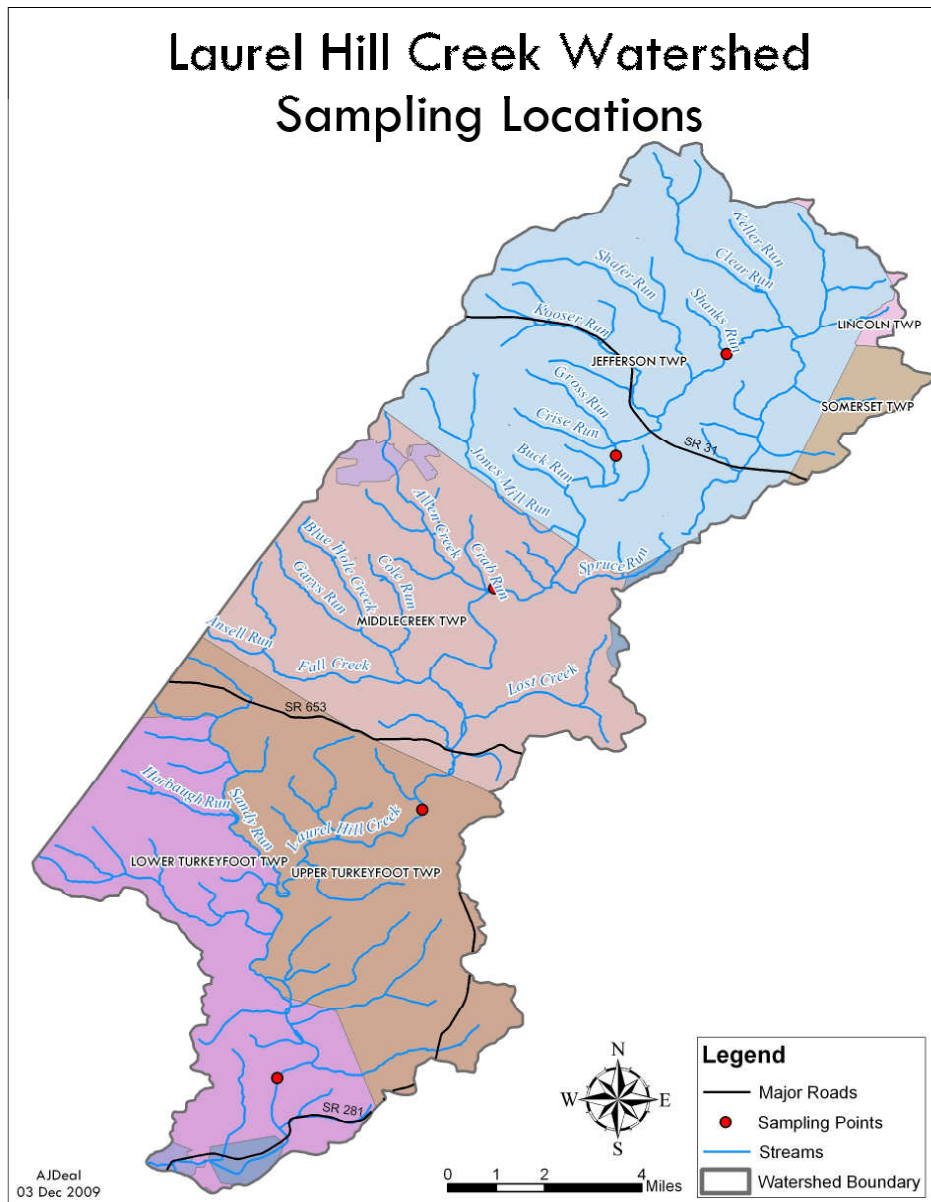 Laurel Hill Creek Watershed
Sampling Locations
Keller Run
Clear Run
Shafer Run
Shanks Run
Kooser Run
LINCOLN TWP
JEFFERSON TWP
Gross Run
SOMERSET TWP
Crise Run
SR 31
Buck Run
Jones Mill Run
Allen Creek
Blue Hole Creek
Crab Run
Cole Run
Spruce Run
Garys Run
MIDDLECREEK TWP
Ansell Run
Fall Creek
Lost Creek
SR 653
Horbaugh Run
Sandy Run
Laurel Hill Creek
LOWER TURKEYFOOT TWP
UPPER TURKEYFOOT TWP
SR 281
N
W
E
S
0 1 2 4
Miles
Legend
Major Roads
Sampling Points
Streams
Watershed Boundary
AJDeal
03 Dec 2009